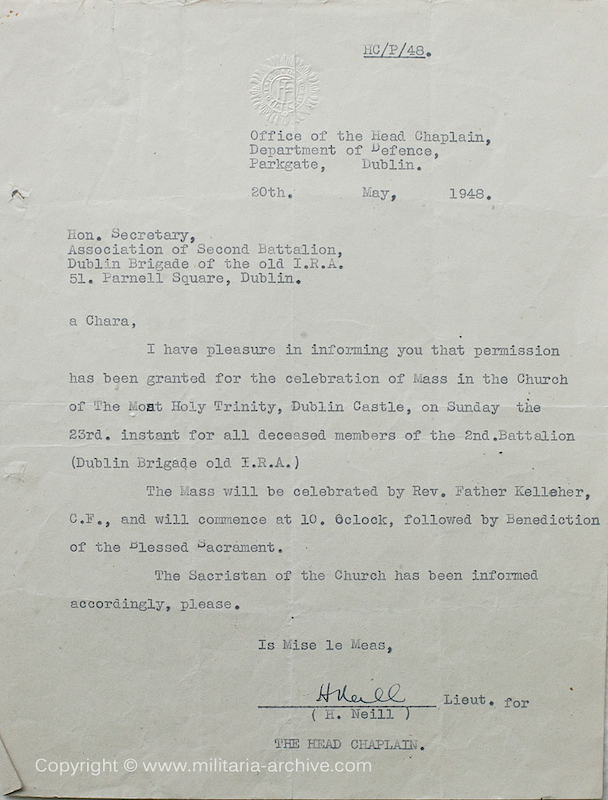 HC/P/48.
Office of the Head Chaplain,
Department of Defence,
Parkgate, Dublin.
20th. May, 1948.
Hon. Secretary,
Association of Second Battalion,
Dublin Brigade of the old I.R.A.
51. Parnell Square, Dublin.
a Chara,
I have pleasure in informing you that permission
has been granted for the celebration of Mass in the Church
of The Most Holy Trinity, Dublin Castle, on Sunday the
23rd. instant for all deceased members of the 2nd.Battalion
(Dublin Brigade old I.R.A.)
The Mass will be celebrated by Rev. Father Kelleher,
C.F., and will commence at 10. Oclock, followed by Benediction
of the Blessed Sacrament.
The Sacristan of the Church has been informed
accordingly, please.
Is Mise le Meas,
HNeill Lieut. for
( H. Neill )
THE HEAD CHAPLAIN.
Copyright © www.militaria-archive.com